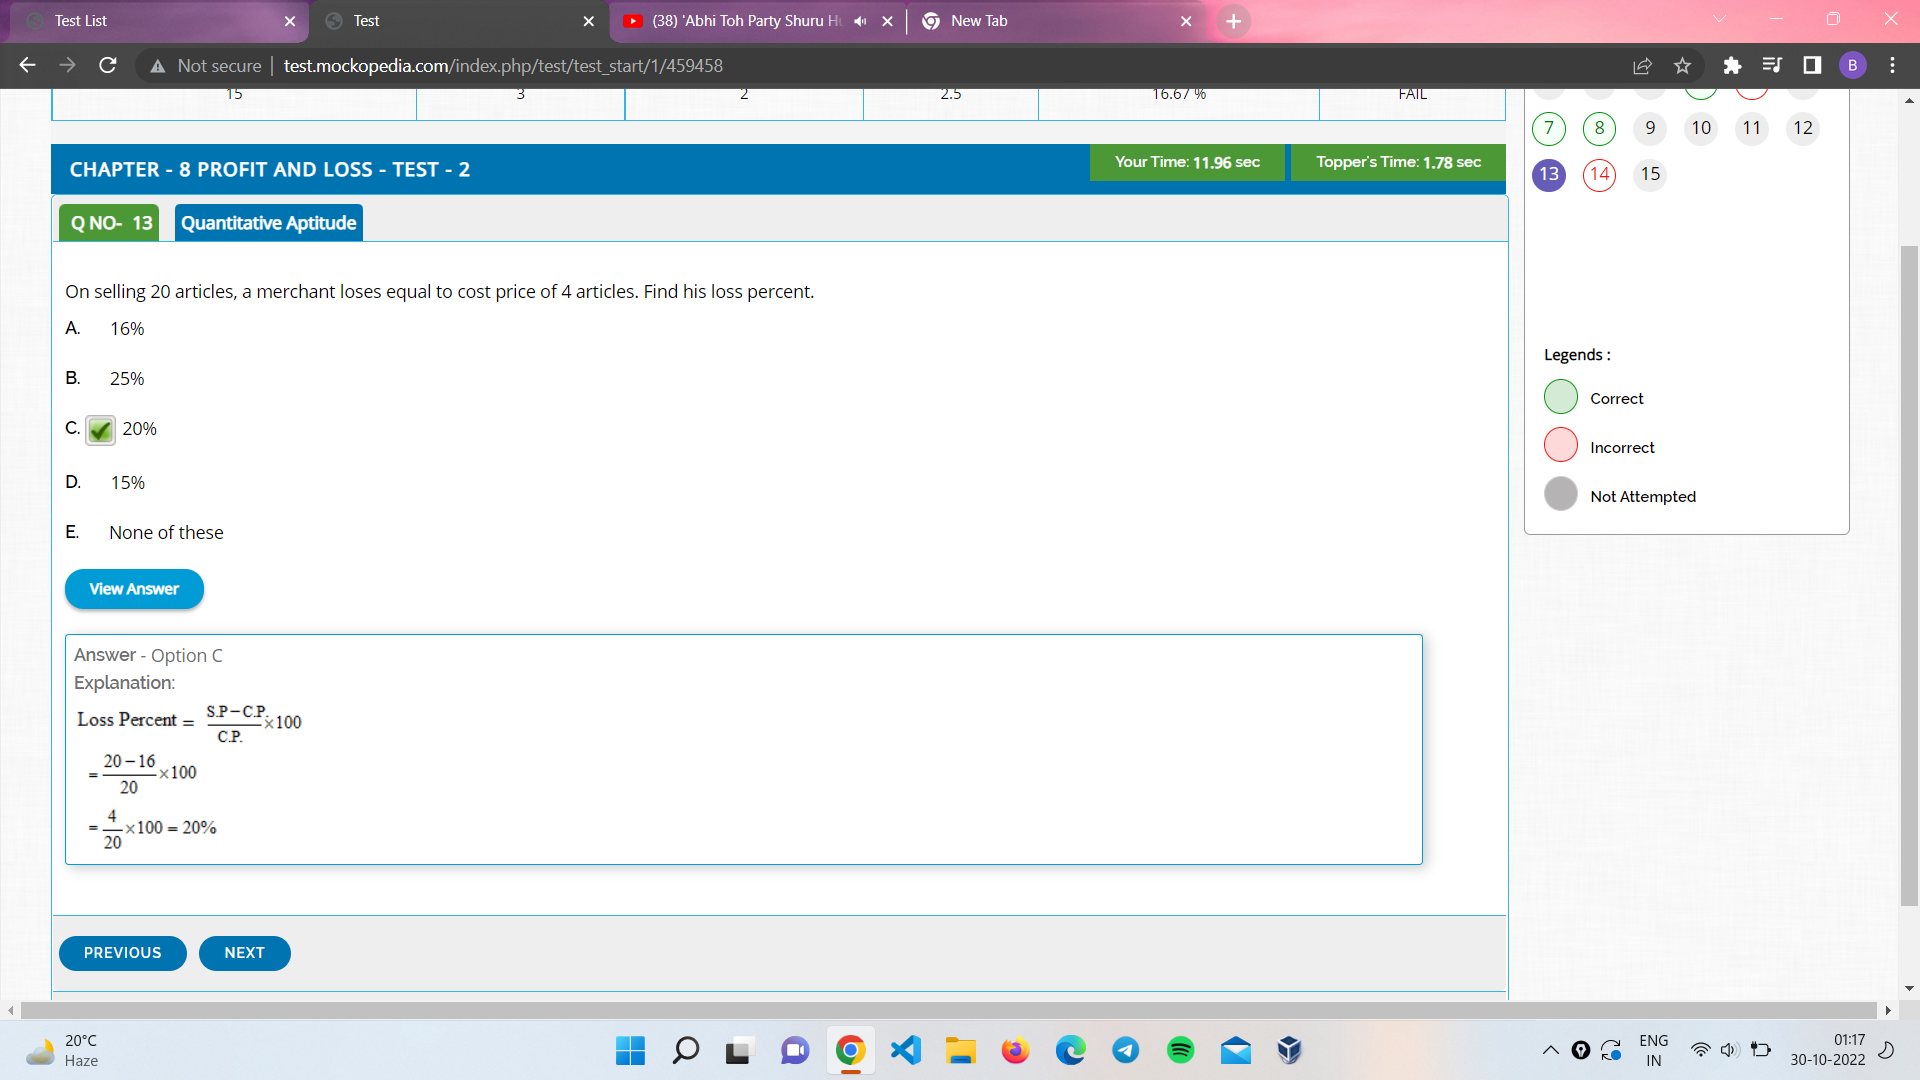 Test List
Test
(38) 'Abhi Toh Party Shuru H
New Tab
Not secure
test.mockopedia.com/index.php/test/test_start/1/459458
B
15 3 2 2.5 16.67 % FAIL
7 8 9 10 11 12
13 14 15
CHAPTER - 8 PROFIT AND LOSS - TEST - 2
Your Time: 11.96 sec
Topper's Time: 1.78 sec
Q NO- 13
Quantitative Aptitude
On selling 20 articles, a merchant loses equal to cost price of 4 articles. Find his loss percent.
A. 16%
B. 25%
C. 20%
D. 15%
E. None of these
View Answer
Answer - Option C
Explanation:
Loss Percent = S.P – C.P. / C.P. ×100
= 20 – 16 / 20 ×100
= 4 / 20 ×100 = 20%
PREVIOUS
NEXT
Legends :
Correct
Incorrect
Not Attempted
20°C
Haze
ENG
IN
01:17
30-10-2022